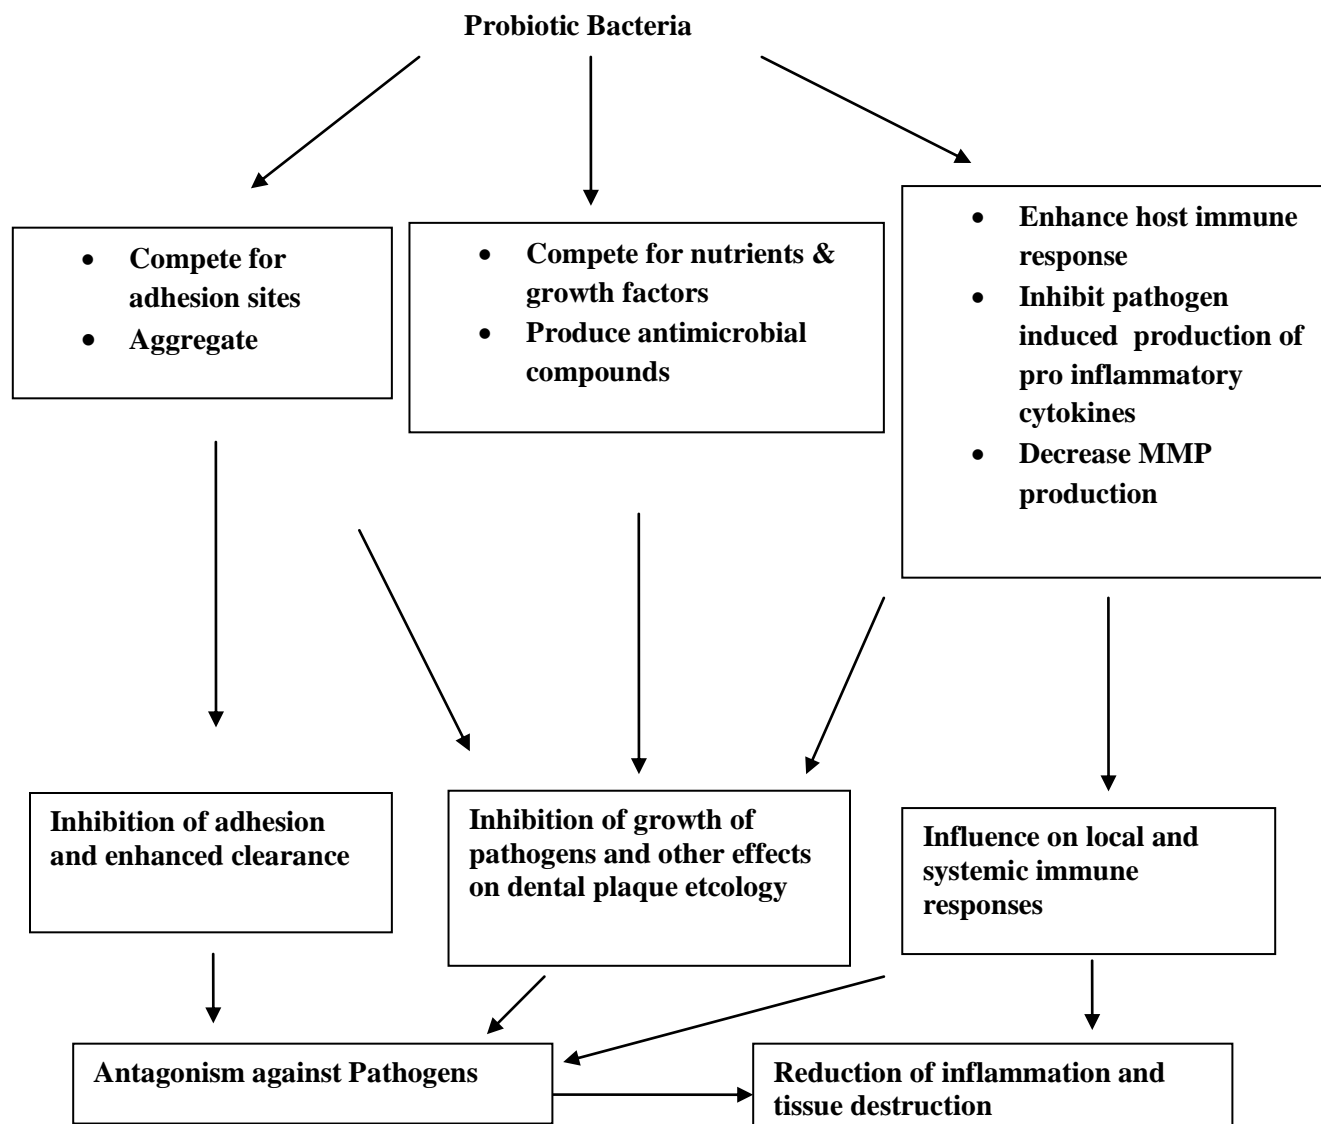 Probiotic Bacteria
• Compete for
adhesion sites
• Aggregate
• Compete for nutrients &
growth factors
• Produce antimicrobial
compounds
• Enhance host immune
response
• Inhibit pathogen
induced production of
pro inflammatory
cytokines
• Decrease MMP
production
Inhibition of adhesion
and enhanced clearance
Inhibition of growth of
pathogens and other effects
on dental plaque etcology
Influence on local and
systemic immune
responses
Antagonism against Pathogens
Reduction of inflammation and
tissue destruction